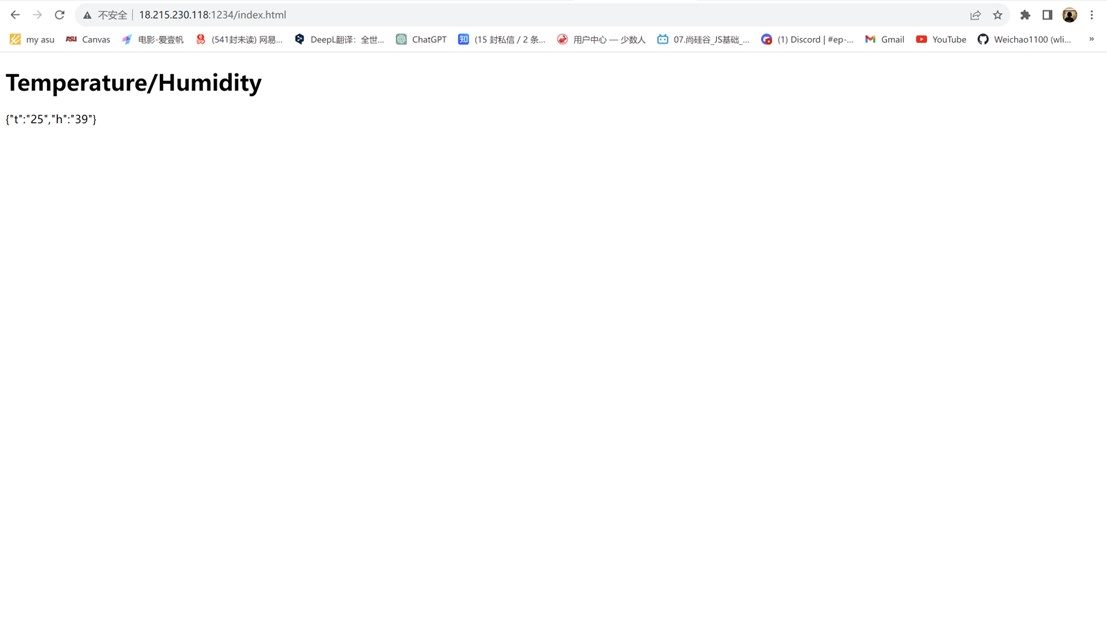 不安全 18.215.230.118:1234/index.html
my asu Canvas 电影-爱壹帆 (541封未读) 网易... DeepL翻译：全世... ChatGPT (15 封私信 / 2 条... 用户中心 — 少数人 07.尚硅谷_JS基础_... (1) Discord | #ep-... Gmail YouTube Weichao1100 (wli... »
Temperature/Humidity
{"t":"25","h":"39"}